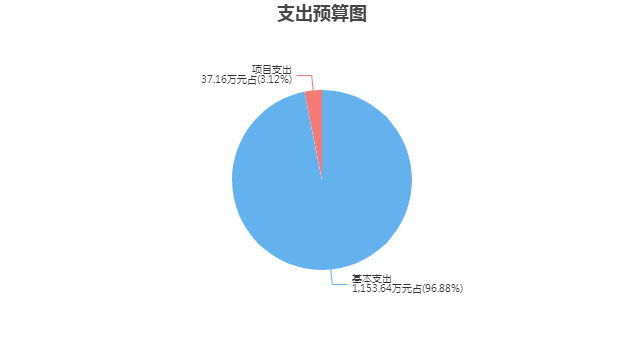 支出预算图
项目支出
37.16万元占(3.12%)
基本支出
1,153.64万元占(96.88%)